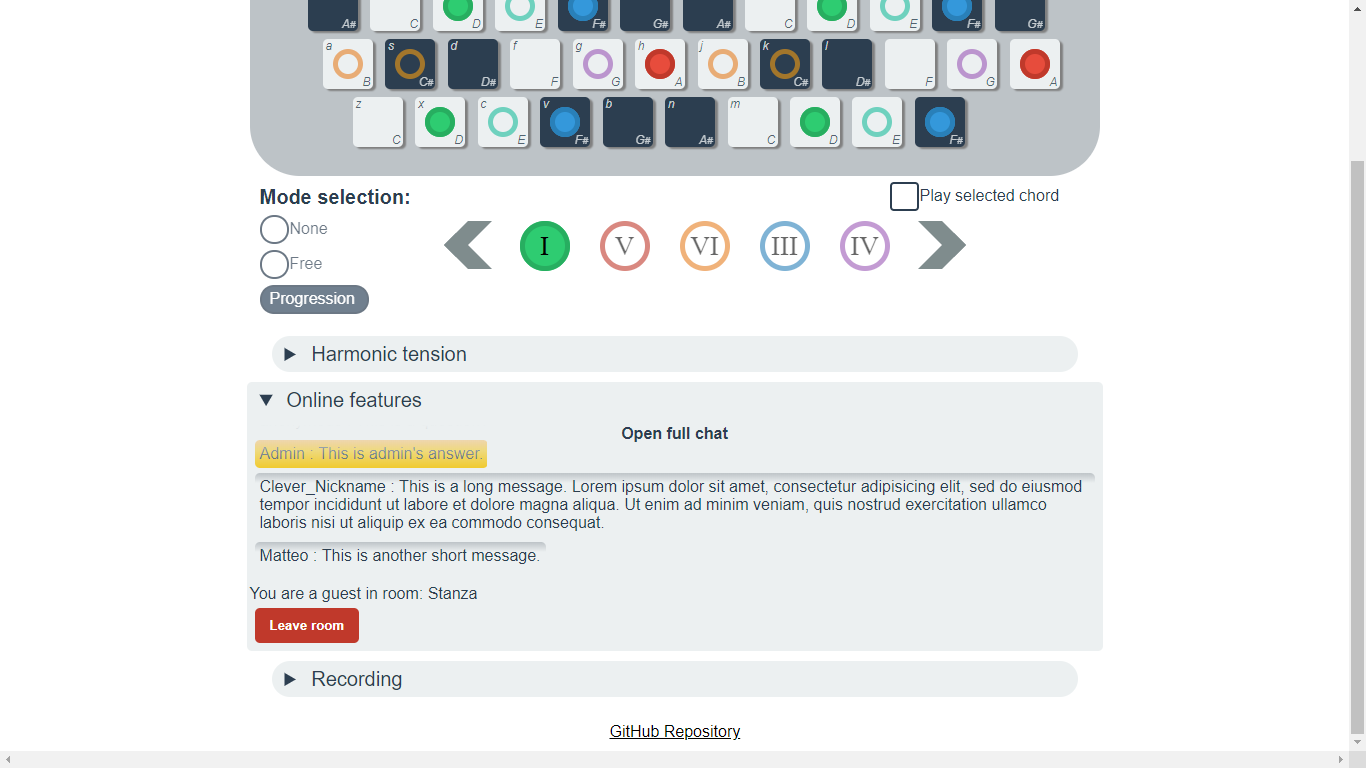 A# C D E F# G# A# C D E F# G#
a B s C# d D# f F g G h A j B k C# l D# F G A
z C x D c E v F# b G# n A# m C D E F#
Mode selection:
Play selected chord
None
Free
Progression
I V VI III IV
Harmonic tension
Online features
Open full chat
Admin : This is admin's answer.
Clever_Nickname : This is a long message. Lorem ipsum dolor sit amet, consectetur adipisicing elit, sed do eiusmod
tempor incididunt ut labore et dolore magna aliqua. Ut enim ad minim veniam, quis nostrud exercitation ullamco
laboris nisi ut aliquip ex ea commodo consequat.
Matteo : This is another short message.
You are a guest in room: Stanza
Leave room
Recording
GitHub Repository